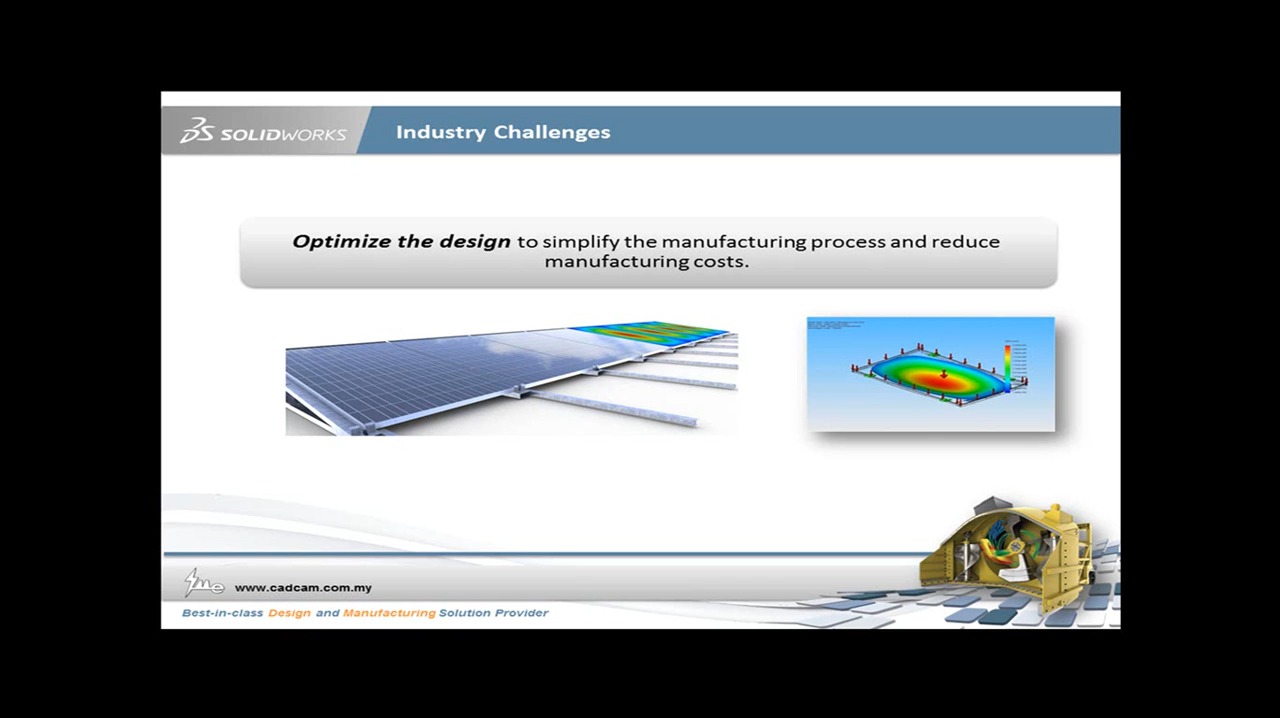 SOLIDWORKS
Industry Challenges
Optimize the design to simplify the manufacturing process and reduce
manufacturing costs.
www.cadcam.com.my
Best-in-class Design and Manufacturing Solution Provider